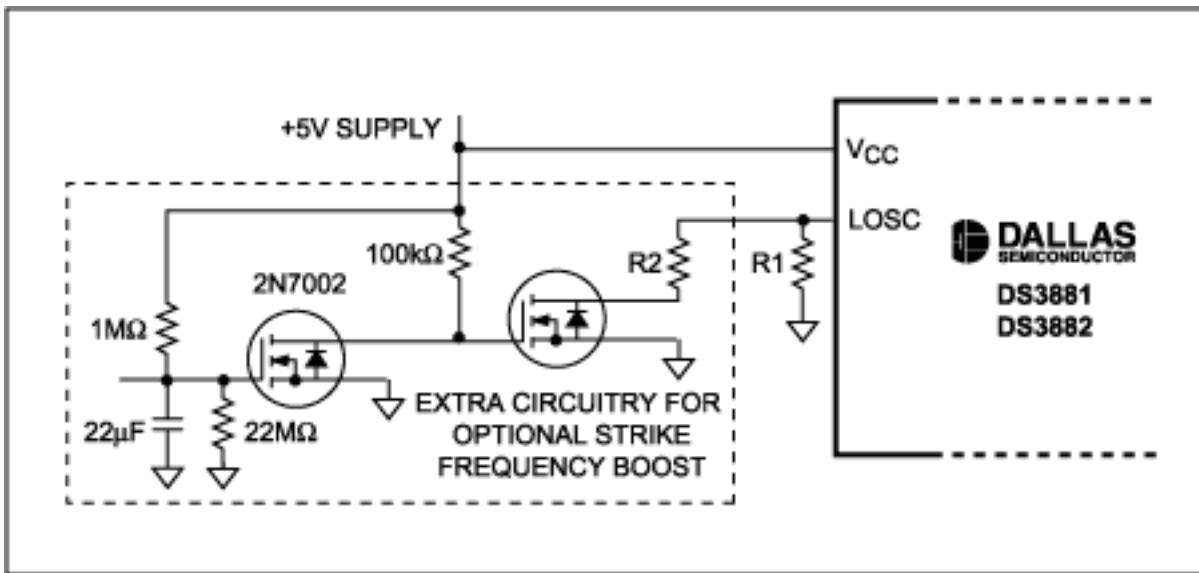 +5V SUPPLY
VCC
LOSC
100kΩ
R2
R1
2N7002
1MΩ
DALLAS
SEMICONDUCTOR
DS3881
DS3882
22µF
22MΩ
EXTRA CIRCUITRY FOR
OPTIONAL STRIKE
FREQUENCY BOOST